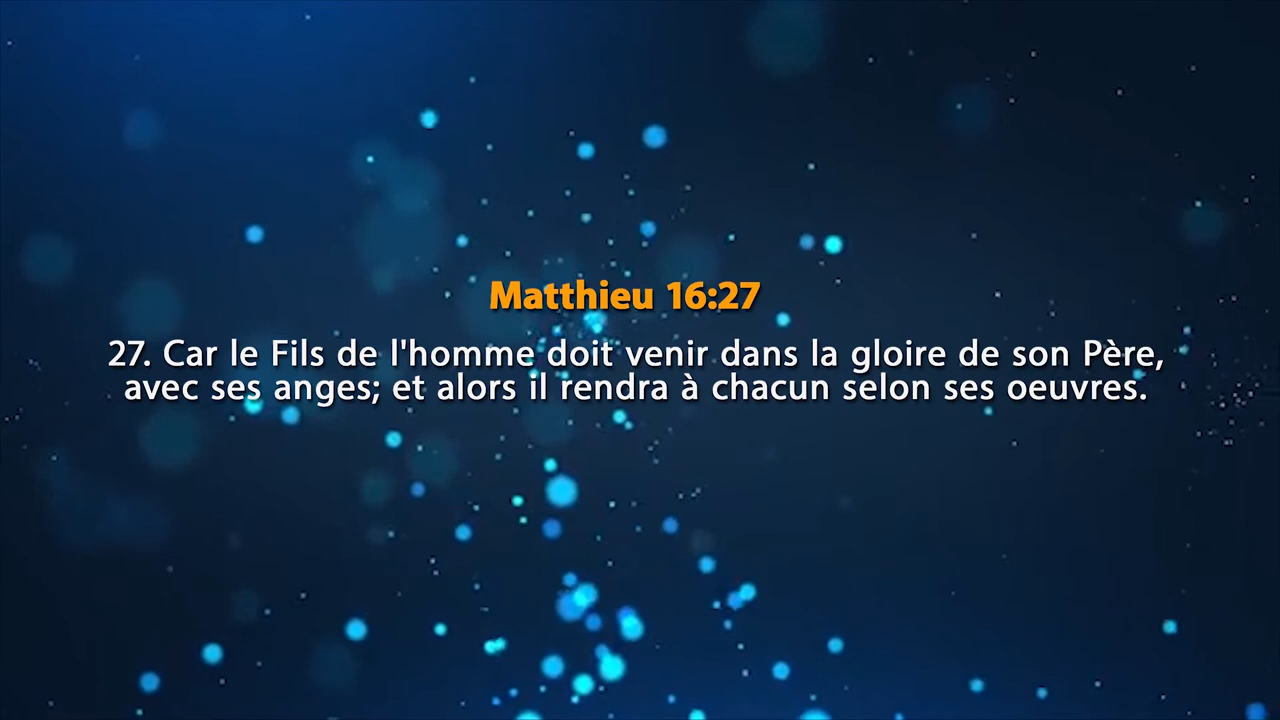 Matthieu 16:27
27. Car le Fils de l'homme doit venir dans la gloire de son Père,
avec ses anges; et alors il rendra à chacun selon ses oeuvres.